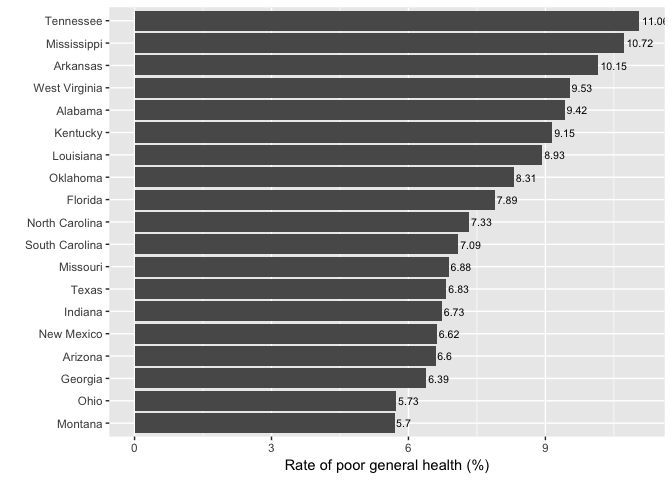 Tennessee 11.0
Mississippi 10.72
Arkansas 10.15
West Virginia 9.53
Alabama 9.42
Kentucky 9.15
Louisiana 8.93
Oklahoma 8.31
Florida 7.89
North Carolina 7.33
South Carolina 7.09
Missouri 6.88
Texas 6.83
Indiana 6.73
New Mexico 6.62
Arizona 6.6
Georgia 6.39
Ohio 5.73
Montana 5.7
0 3 6 9
Rate of poor general health (%)